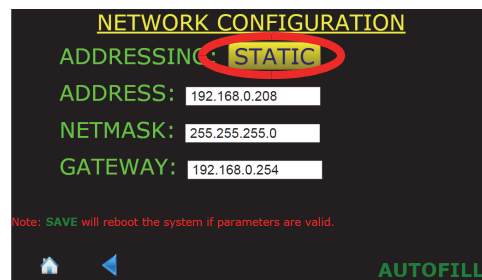 NETWORK CONFIGURATION
ADDRESSING: STATIC
ADDRESS: 192.168.0.208
NETMASK: 255.255.255.0
GATEWAY: 192.168.0.254
Note: SAVE will reboot the system if parameters are valid.
AUTOFILL